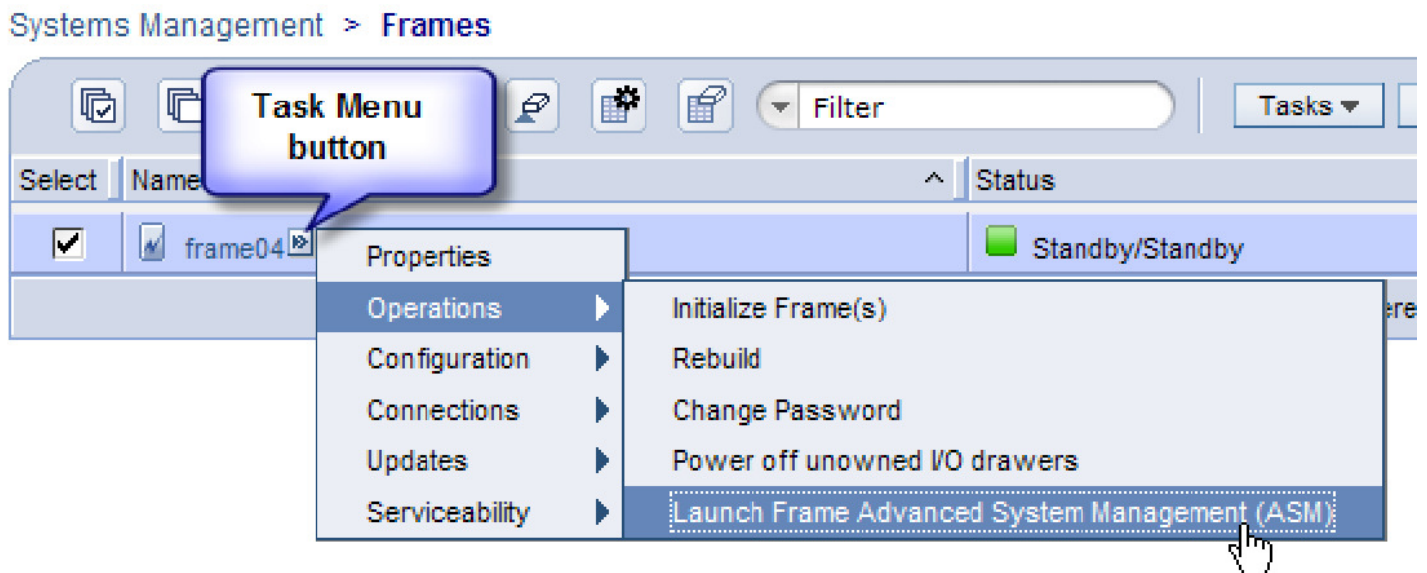 Systems Management > Frames
Task Menu
button
Filter
Tasks
Select
Name
Status
frame04
Standby/Standby
Properties
Operations
Initialize Frame(s)
Configuration
Rebuild
Connections
Change Password
Updates
Power off unowned I/O drawers
Serviceability
Launch Frame Advanced System Management (ASM)